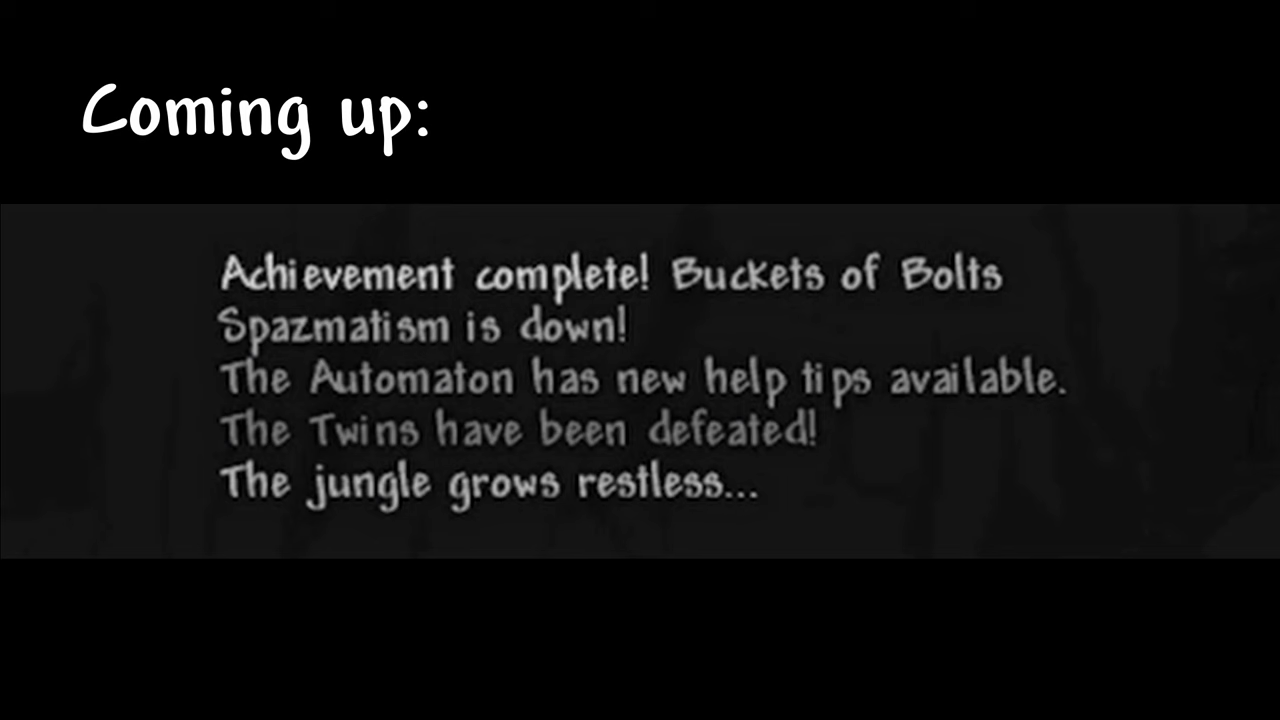 Coming up:
Achievement complete! Buckets of Bolts
Spazmatism is down!
The Automaton has new help tips available.
The Twins have been defeated!
The jungle grows restless...